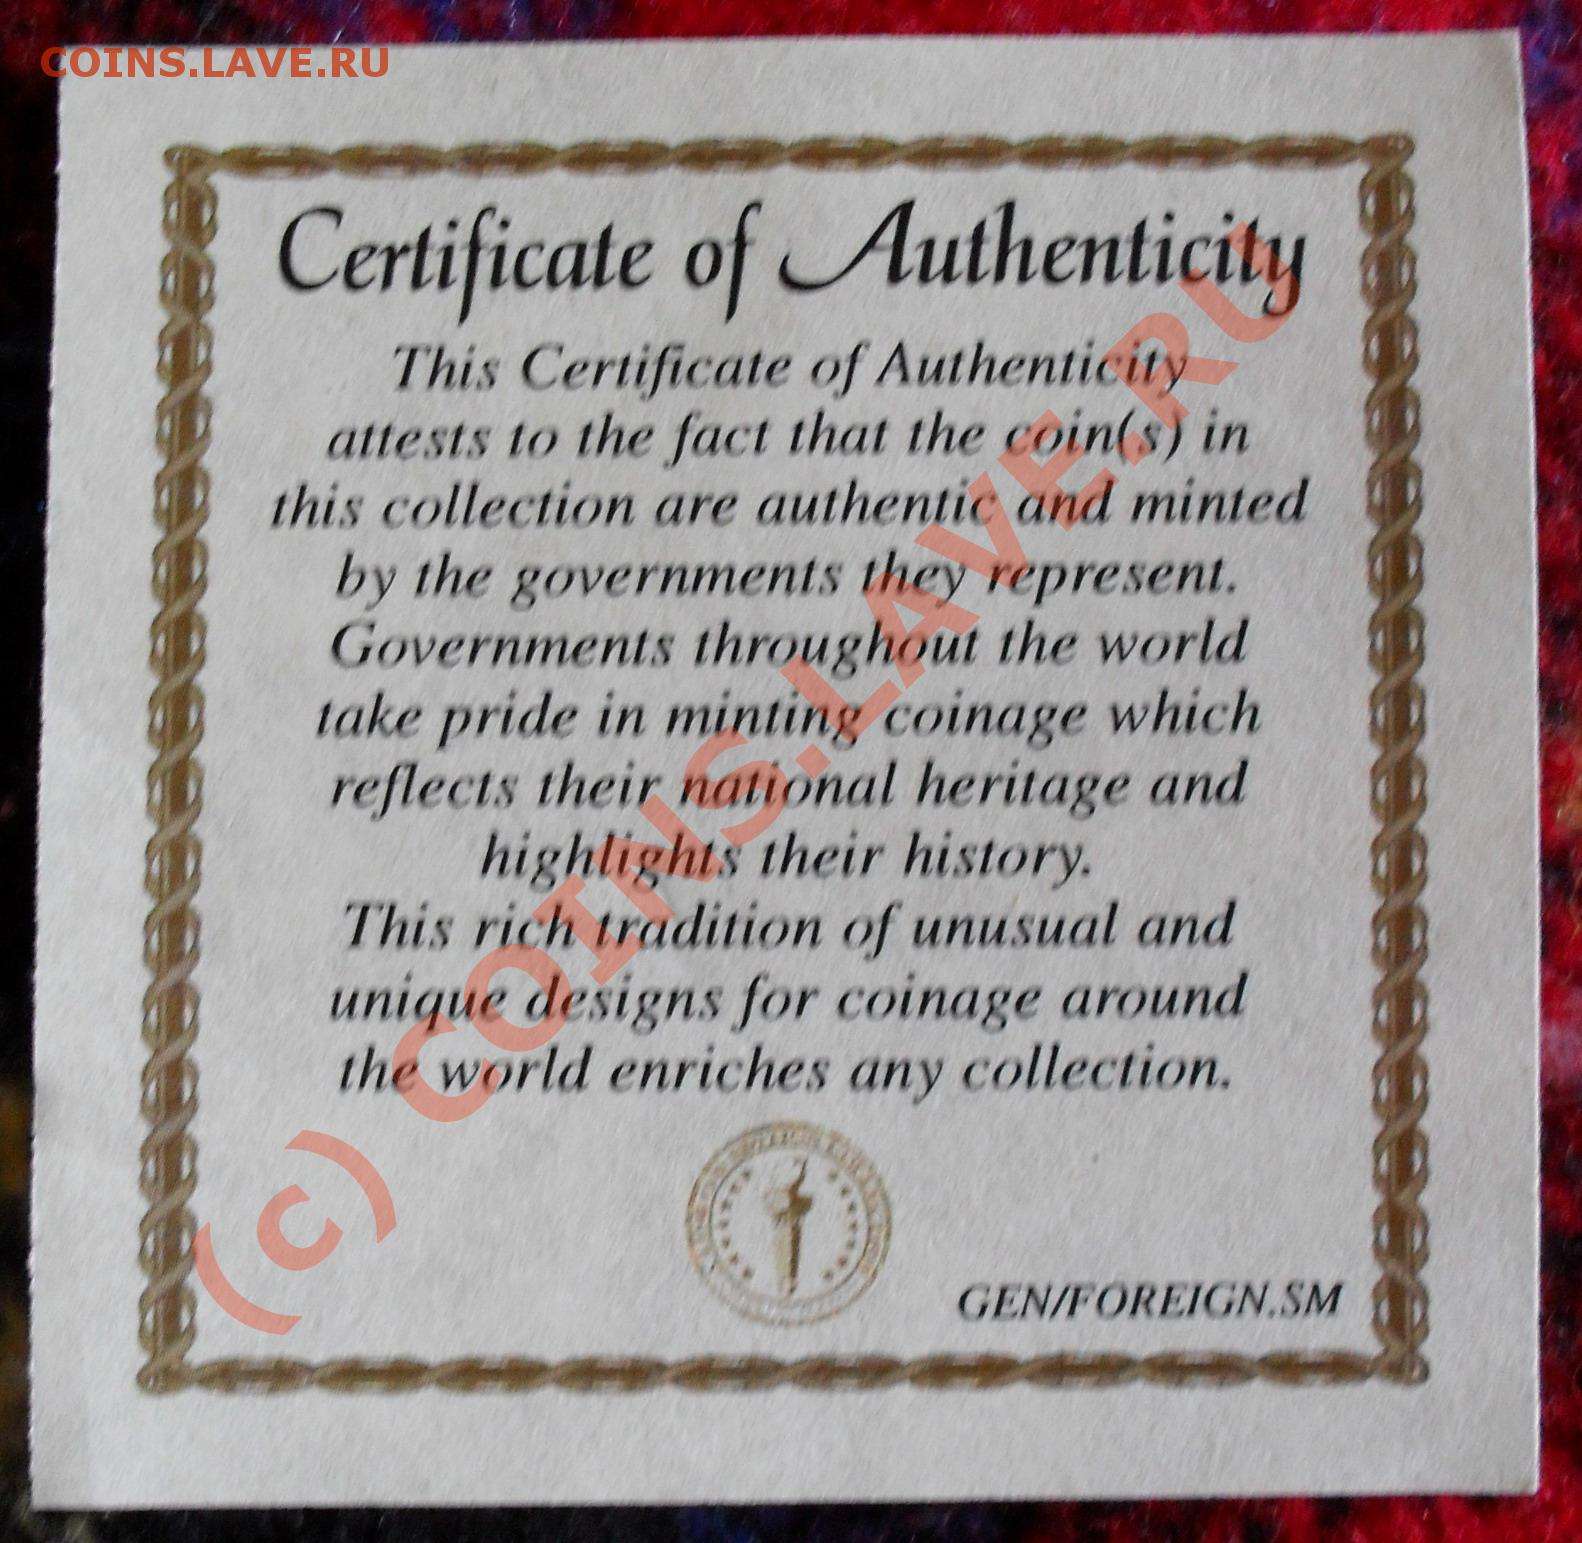 COINS.LAVE.RU
Certificate of Authenticity
This Certificate of Authenticity
attests to the fact that the coin(s) in
this collection are authentic and minted
by the governments they represent.
Governments throughout the world
take pride in minting coinage which
reflects their national heritage and
highlights their history.
This rich tradition of unusual and
unique designs for coinage around
the world enriches any collection.
GEN/FOREIGN.SM
(c) COINS.LAVE.RU